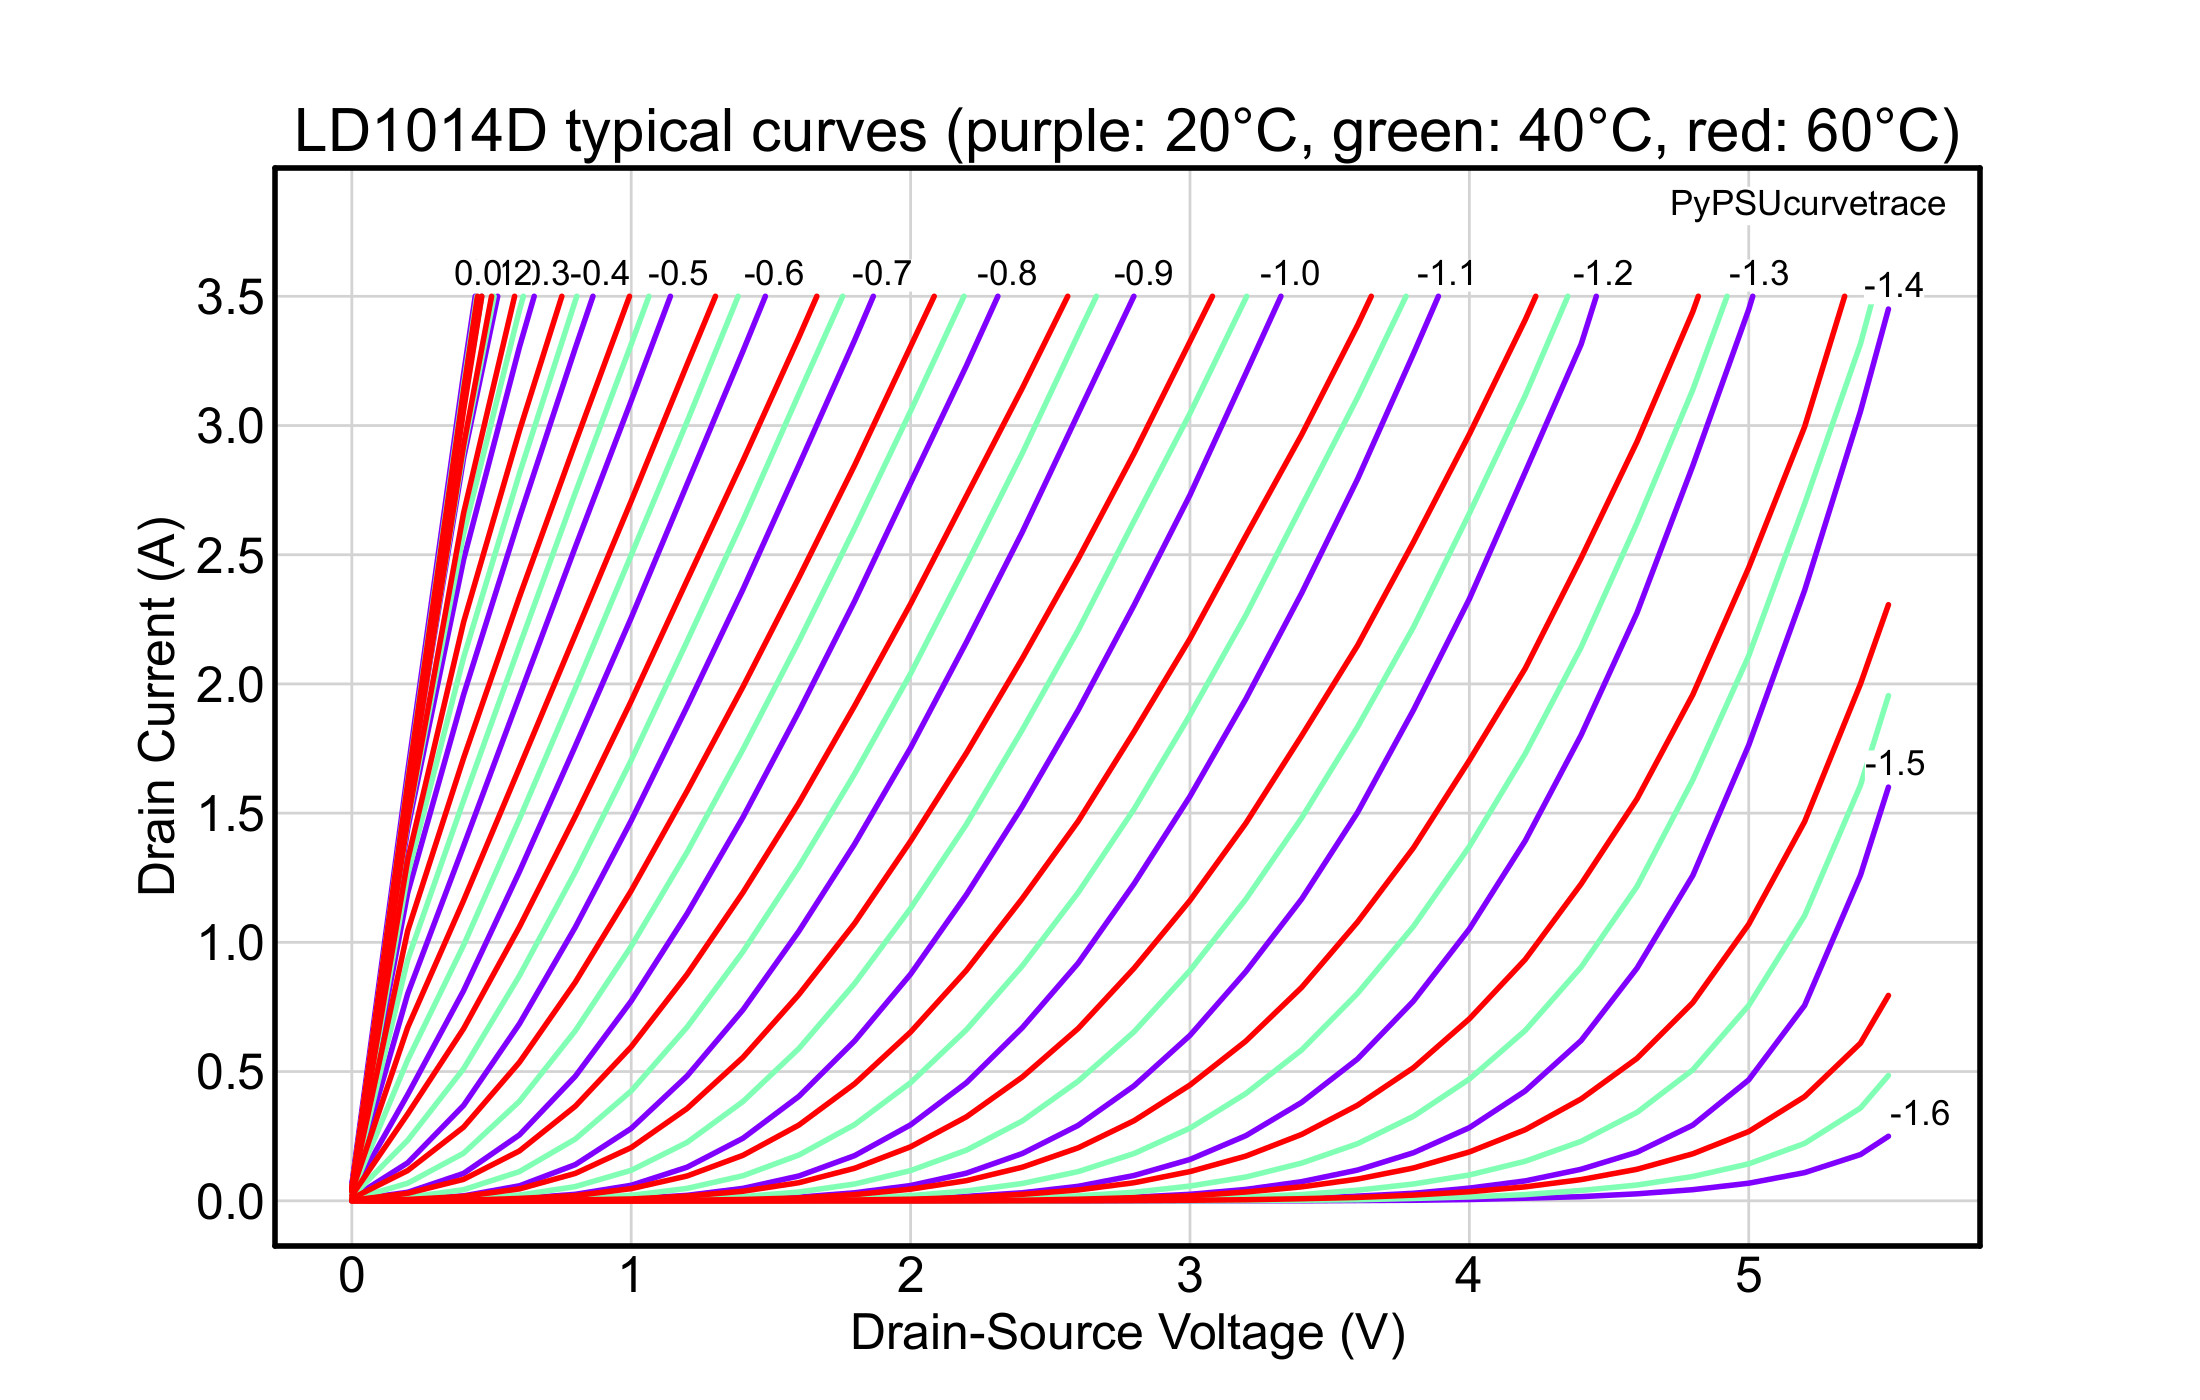 LD1014D typical curves (purple: 20°C, green: 40°C, red: 60°C)
PyPSUcurvetrace
0.0 -0.4 -0.5 -0.6 -0.7 -0.8 -0.9 -1.0 -1.1 -1.2 -1.3 -1.4
-1.5
-1.6
3.5
3.0
2.5
2.0
1.5
1.0
0.5
0.0
Drain Current (A)
0 1 2 3 4 5
Drain-Source Voltage (V)